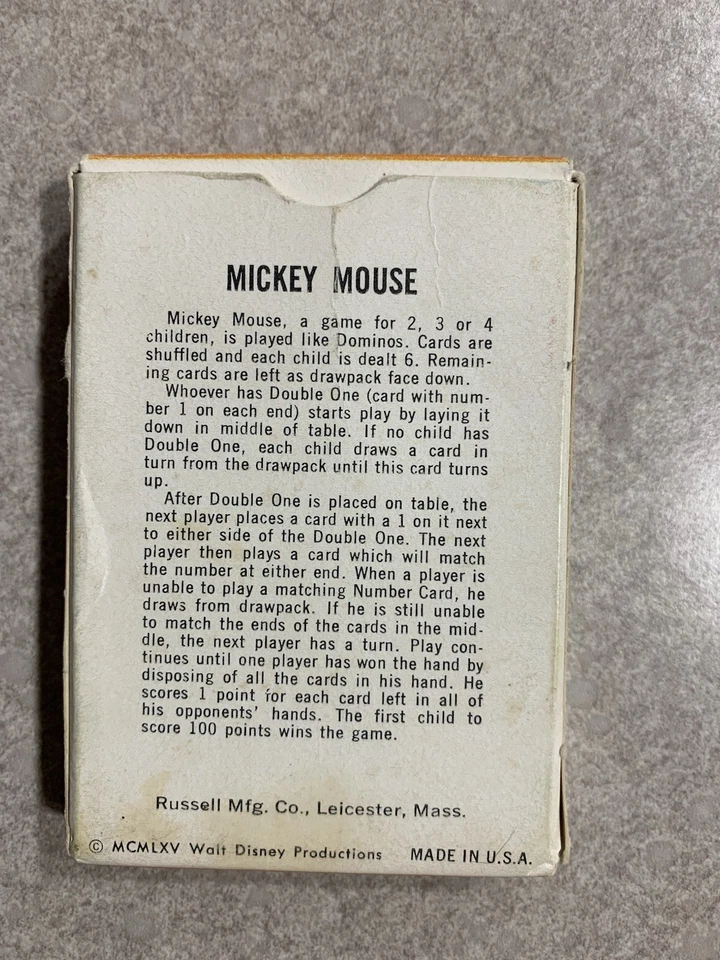 MICKEY MOUSE
Mickey Mouse, a game for 2, 3 or 4
children, is played like Dominos. Cards are
shuffled and each child is dealt 6. Remain-
ing cards are left as drawpack face down.
Whoever has Double One (card with num-
ber 1 on each end) starts play by laying it
down in middle of table. If no child has
Double One, each child draws a card in
turn from the drawpack until this card turns
up.
After Double One is placed on table, the
next player places a card with a 1 on it next
to either side of the Double One. The next
player then plays a card which will match
the number at either end. When a player is
unable to play a matching Number Card, he
draws from drawpack. If he is still unable
to match the ends of the cards in the mid-
dle, the next player has a turn. Play con-
tinues until one player has won the hand by
disposing of all the cards in his hand. He
scores 1 point for each card left in all of
his opponents' hands. The first child to
score 100 points wins the game.
Russell Mfg. Co., Leicester, Mass.
© MCMLXV Walt Disney Productions MADE IN U.S.A.